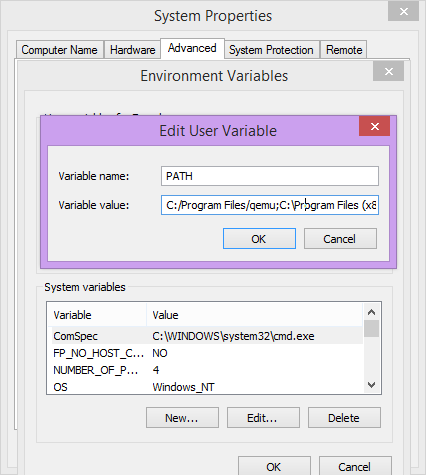 System Properties
Computer Name Hardware Advanced System Protection Remote
Environment Variables
Edit User Variable
Variable name: PATH
Variable value: C:/Program Files/qemu;C:\Program Files (x8
OK Cancel
System variables
Variable Value
ComSpec C:\WINDOWS\system32\cmd.exe
FP_NO_HOST_C... NO
NUMBER_OF_P... 4
OS Windows_NT
New... Edit... Delete
OK Cancel